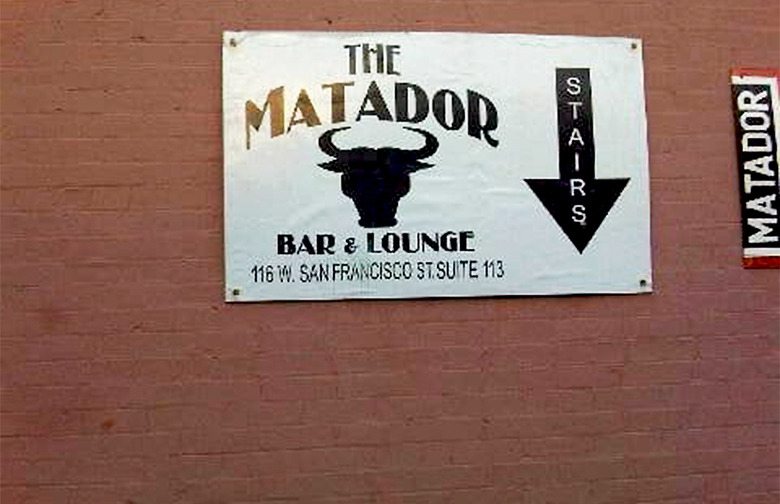 THE
MATADOR
BAR & LOUNGE
116 W. SAN FRANCISCO ST. SUITE 113
STAIRS
MATADOR